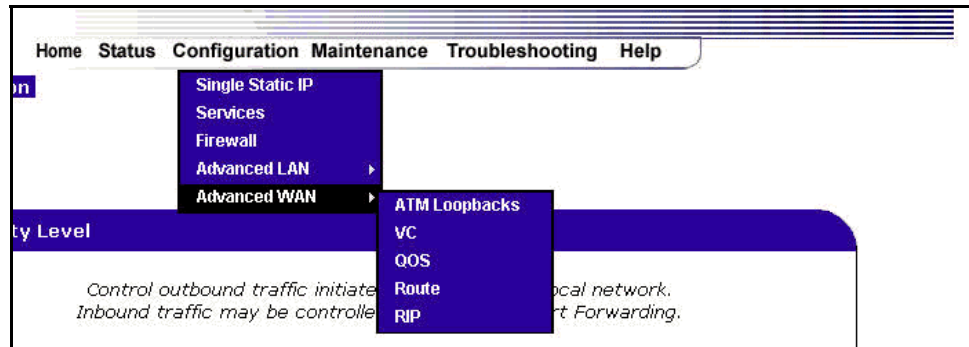 Home Status Configuration Maintenance Troubleshooting Help
on
Single Static IP
Services
Firewall
Advanced LAN
Advanced WAN
ATM Loopbacks
VC
QOS
Route
RIP
ty Level
Control outbound traffic initiate ocal network.
Inbound traffic may be controlle rt Forwarding.